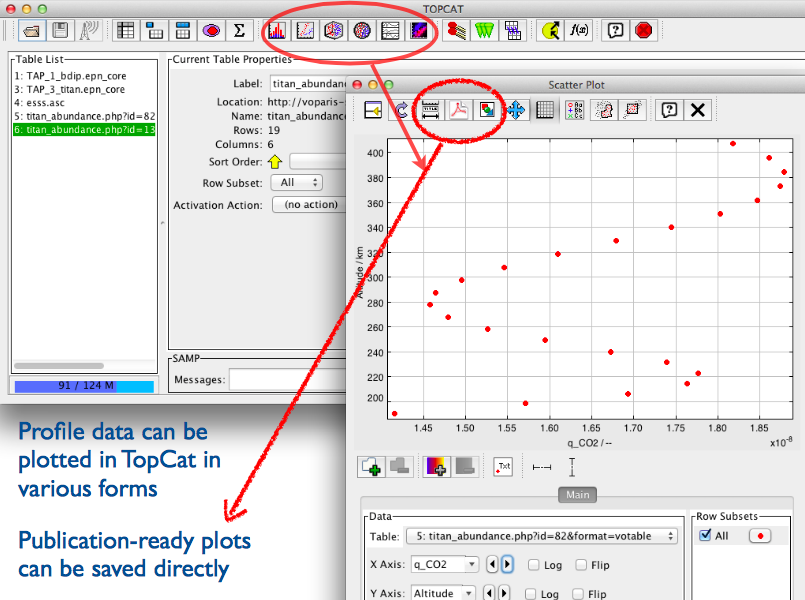 TOPCAT
Σ
f(x)
Table List
1: TAP_1_bdip.epn_core
3: TAP_3_titan.epn_core
4: esss.asc
5: titan_abundance.php?id=82
6: titan_abundance.php?id=13
91 / 124 M
Current Table Properties
Label: titan_abundanc
Location: http://voparis-
Name: titan_abundance
Rows: 19
Columns: 6
Sort Order:
Row Subset: All
Activation Action: (no action)
SAMP
Messages:
Scatter Plot
400
380
360
340
320
300
280
260
240
220
200
Altitude / km
1.45 1.50 1.55 1.60 1.65 1.70 1.75 1.80 1.85
q_CO2 / --
x10⁻⁸
Txt
Main
Data
Table: 5: titan_abundance.php?id=82&format=votable
X Axis: q_CO2 Log Flip
Y Axis: Altitude Log Flip
Row Subsets
All
Profile data can be
plotted in TopCat in
various forms
Publication-ready plots
can be saved directly